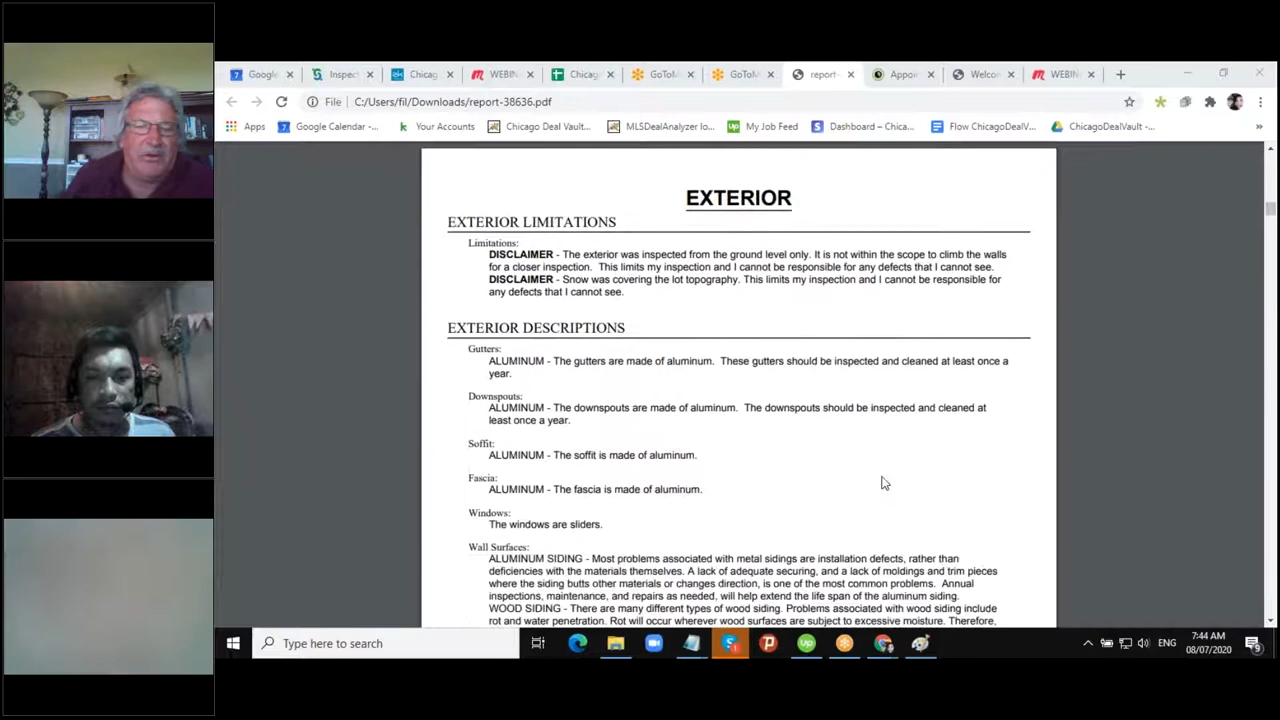 Google
Inspect
Chicag
WEBIN
Chicag
GoToM
GoToM
report-
Appoi
Welcon
WEBIN
File
C:/Users/fil/Downloads/report-38636.pdf
Apps
Google Calendar -...
Your Accounts
Chicago Deal Vault...
MLSDealAnalyzer lo...
My Job Feed
Dashboard – Chica...
Flow ChicagoDealV...
ChicagoDealVault -...
EXTERIOR
EXTERIOR LIMITATIONS
Limitations:
DISCLAIMER - The exterior was inspected from the ground level only. It is not within the scope to climb the walls
for a closer inspection. This limits my inspection and I cannot be responsible for any defects that I cannot see.
DISCLAIMER - Snow was covering the lot topography. This limits my inspection and I cannot be responsible for
any defects that I cannot see.
EXTERIOR DESCRIPTIONS
Gutters:
ALUMINUM - The gutters are made of aluminum. These gutters should be inspected and cleaned at least once a
year.
Downspouts:
ALUMINUM - The downspouts are made of aluminum. The downspouts should be inspected and cleaned at
least once a year.
Soffit:
ALUMINUM - The soffit is made of aluminum.
Fascia:
ALUMINUM - The fascia is made of aluminum.
Windows:
The windows are sliders.
Wall Surfaces:
ALUMINUM SIDING - Most problems associated with metal sidings are installation defects, rather than
deficiencies with the materials themselves. A lack of adequate securing, and a lack of moldings and trim pieces
where the siding butts other materials or changes direction, is one of the most common problems. Annual
inspections, maintenance, and repairs as needed, will help extend the life span of the aluminum siding.
WOOD SIDING - There are many different types of wood siding. Problems associated with wood siding include
rot and water penetration. Rot will occur wherever wood surfaces are subject to excessive moisture. Therefore,
Type here to search
ENG
7:44 AM
08/07/2020